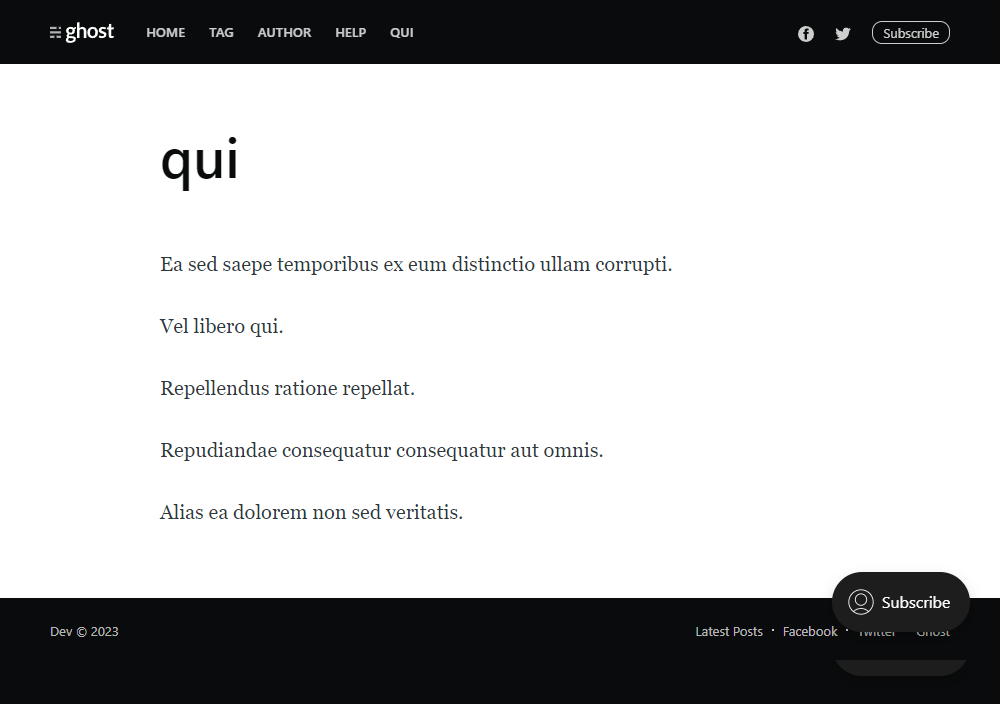 ghost HOME TAG AUTHOR HELP QUI Subscribe
qui
Ea sed saepe temporibus ex eum distinctio ullam corrupti.
Vel libero qui.
Repellendus ratione repellat.
Repudiandae consequatur consequatur aut omnis.
Alias ea dolorem non sed veritatis.
Subscribe
Dev © 2023 Latest Posts · Facebook · Twitter Ghost